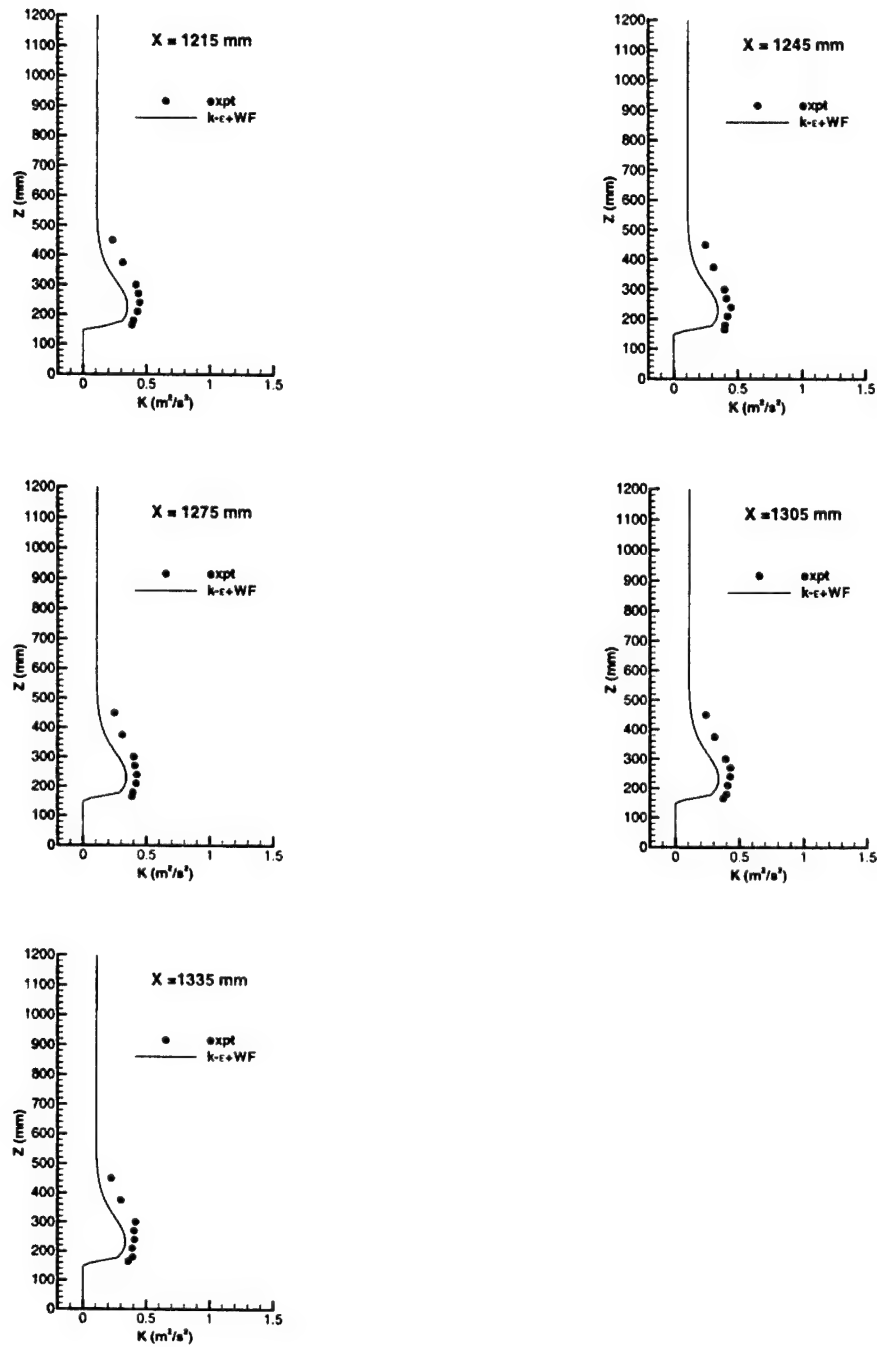 1200
1100
1000
900
800
700
600
500
400
300
200
100
0
Z (mm)
X = 1215 mm
expt
k-ε+WF
0 0.5 1 1.5
K (m²/s²)
1200
1100
1000
900
800
700
600
500
400
300
200
100
0
Z (mm)
X = 1245 mm
expt
k-ε+WF
0 0.5 1 1.5
K (m²/s²)
1200
1100
1000
900
800
700
600
500
400
300
200
100
0
Z (mm)
X = 1275 mm
expt
k-ε+WF
0 0.5 1 1.5
K (m²/s²)
1200
1100
1000
900
800
700
600
500
400
300
200
100
0
Z (mm)
X =1305 mm
expt
k-ε+WF
0 0.5 1 1.5
K (m²/s²)
1200
1100
1000
900
800
700
600
500
400
300
200
100
0
Z (mm)
X =1335 mm
expt
k-ε+WF
0 0.5 1 1.5
K (m²/s²)